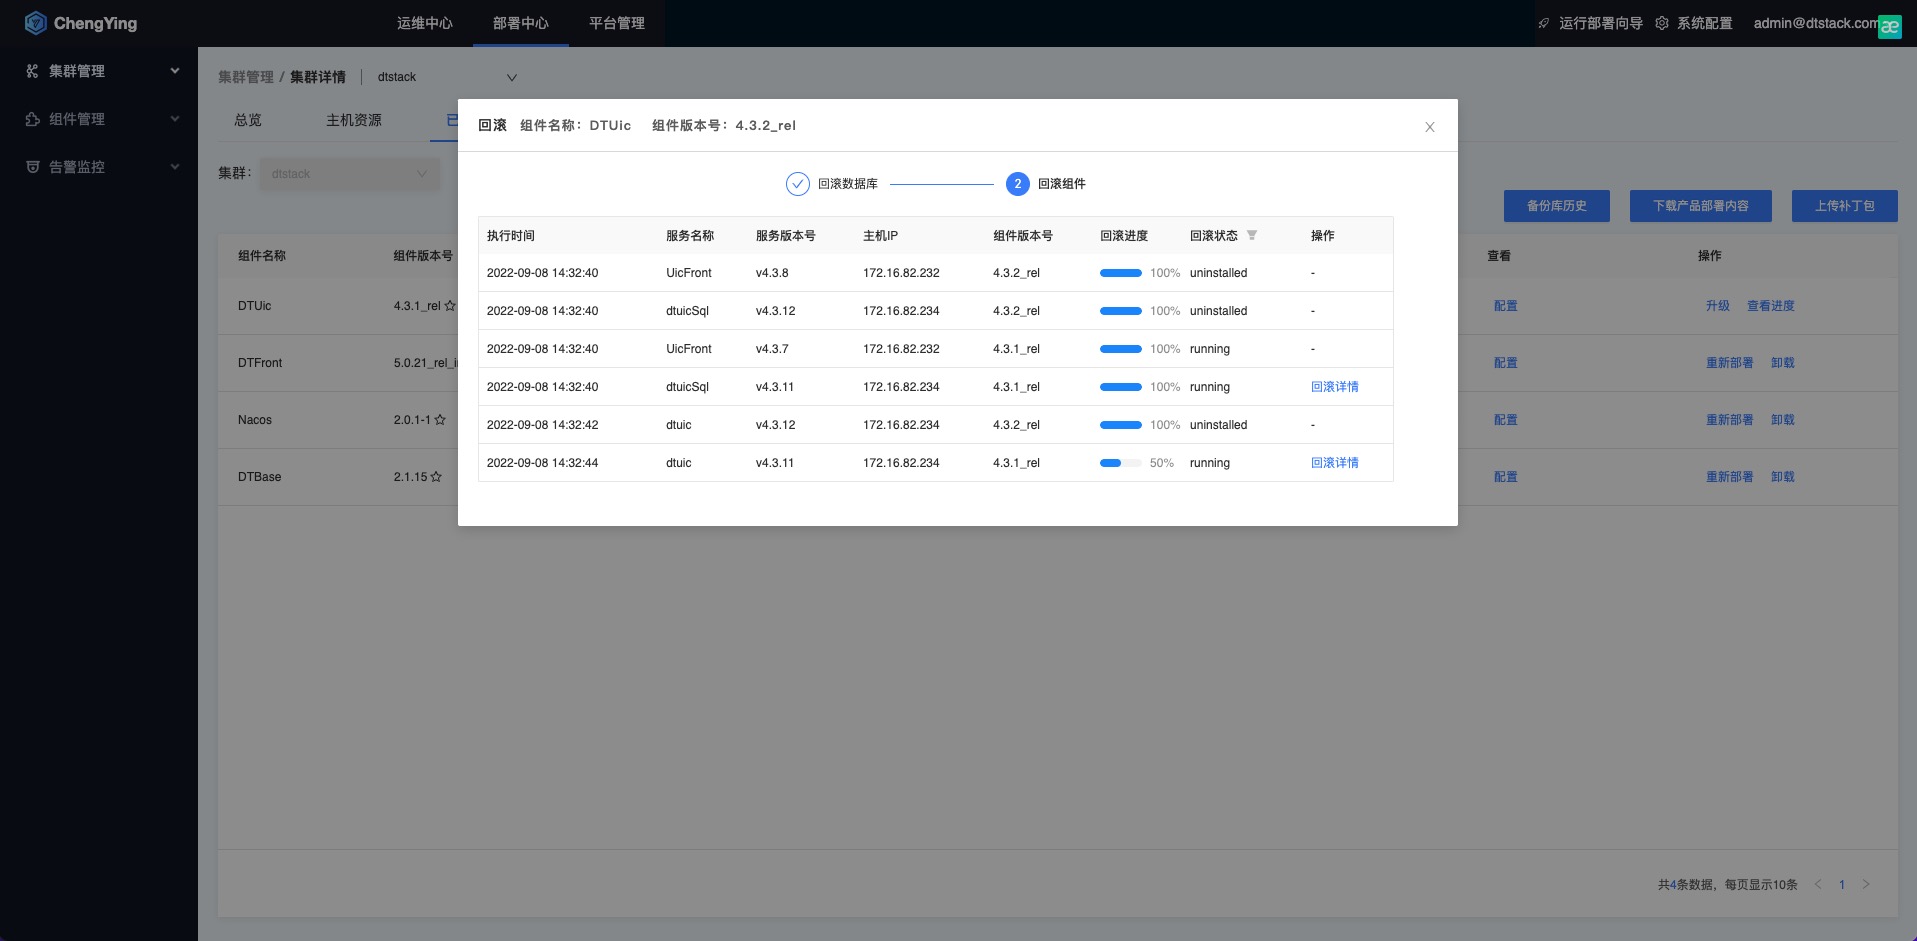 ChengYing 运维中心 部署中心 平台管理 运行部署向导 系统配置 admin@dtstack.com
集群管理
组件管理
告警监控
集群管理 / 集群详情 dtstack
总览 主机资源
集群： dtstack
备份库历史 下载产品部署内容 上传补丁包
组件名称 组件版本号 查看 操作
DTUic 4.3.1_rel 配置 升级 查看进度
DTFront 5.0.21_rel_i 配置 重新部署 卸载
Nacos 2.0.1-1 配置 重新部署 卸载
DTBase 2.1.15 配置 重新部署 卸载
共4条数据，每页显示10条 < 1 >
回滚 组件名称：DTUic 组件版本号：4.3.2_rel
回滚数据库 2 回滚组件
执行时间 服务名称 服务版本号 主机IP 组件版本号 回滚进度 回滚状态 操作
2022-09-08 14:32:40 UicFront v4.3.8 172.16.82.232 4.3.2_rel 100% uninstalled -
2022-09-08 14:32:40 dtuicSql v4.3.12 172.16.82.234 4.3.2_rel 100% uninstalled -
2022-09-08 14:32:40 UicFront v4.3.7 172.16.82.232 4.3.1_rel 100% running -
2022-09-08 14:32:40 dtuicSql v4.3.11 172.16.82.234 4.3.1_rel 100% running 回滚详情
2022-09-08 14:32:42 dtuic v4.3.12 172.16.82.234 4.3.2_rel 100% uninstalled -
2022-09-08 14:32:44 dtuic v4.3.11 172.16.82.234 4.3.1_rel 50% running 回滚详情